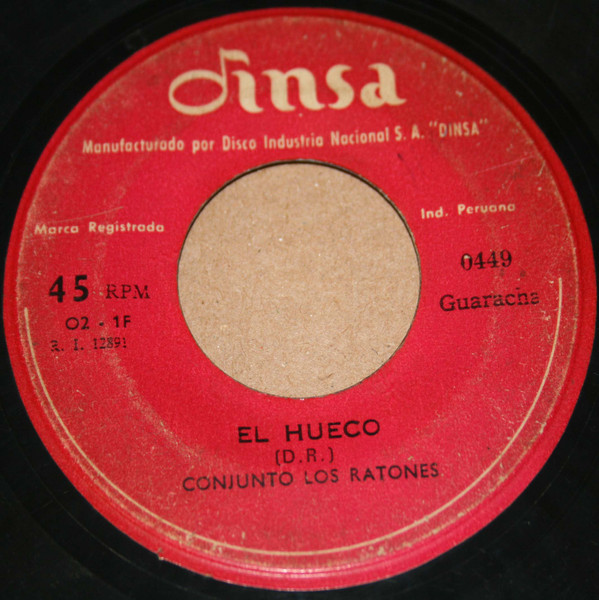 dinsa
Manufacturado por Disco Industria Nacional S. A. "DINSA"
Marca Registrada
Ind. Peruana
45 RPM
O2 - 1F
R. I. 12891
0449
Guaracha
EL HUECO
(D.R.)
CONJUNTO LOS RATONES